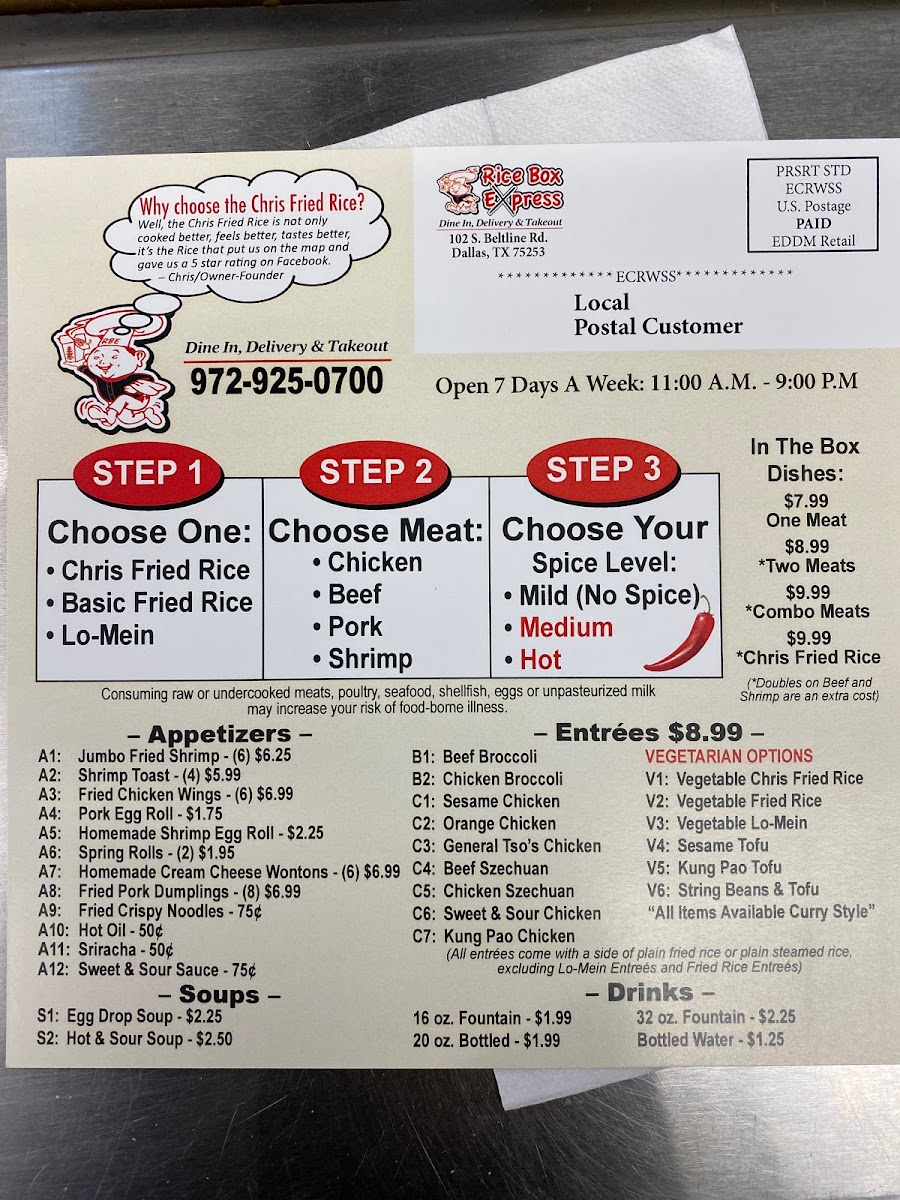 Why choose the Chris Fried Rice?
Well, the Chris Fried Rice is not only
cooked better, feels better, tastes better,
it's the Rice that put us on the map and
gave us a 5 star rating on Facebook.
– Chris/Owner-Founder
RBE
Dine In, Delivery & Takeout
972-925-0700
Rice Box
Express
Dine In, Delivery & Takeout
102 S. Beltline Rd.
Dallas, TX 75253
PRSRT STD
ECRWSS
U.S. Postage
PAID
EDDM Retail
*************ECRWSS*************
Local
Postal Customer
Open 7 Days A Week: 11:00 A.M. - 9:00 P.M
STEP 1
Choose One:
• Chris Fried Rice
• Basic Fried Rice
• Lo-Mein
STEP 2
Choose Meat:
• Chicken
• Beef
• Pork
• Shrimp
STEP 3
Choose Your
Spice Level:
• Mild (No Spice)
• Medium
• Hot
In The Box
Dishes:
$7.99
One Meat
$8.99
*Two Meats
$9.99
*Combo Meats
$9.99
*Chris Fried Rice
(*Doubles on Beef and
Shrimp are an extra cost)
Consuming raw or undercooked meats, poultry, seafood, shellfish, eggs or unpasteurized milk
may increase your risk of food-borne illness.
– Appetizers –
A1: Jumbo Fried Shrimp - (6) $6.25
A2: Shrimp Toast - (4) $5.99
A3: Fried Chicken Wings - (6) $6.99
A4: Pork Egg Roll - $1.75
A5: Homemade Shrimp Egg Roll - $2.25
A6: Spring Rolls - (2) $1.95
A7: Homemade Cream Cheese Wontons - (6) $6.99
A8: Fried Pork Dumplings - (8) $6.99
A9: Fried Crispy Noodles - 75¢
A10: Hot Oil - 50¢
A11: Sriracha - 50¢
A12: Sweet & Sour Sauce - 75¢
– Soups –
S1: Egg Drop Soup - $2.25
S2: Hot & Sour Soup - $2.50
– Entrées $8.99 –
B1: Beef Broccoli
B2: Chicken Broccoli
C1: Sesame Chicken
C2: Orange Chicken
C3: General Tso's Chicken
C4: Beef Szechuan
C5: Chicken Szechuan
C6: Sweet & Sour Chicken
C7: Kung Pao Chicken
VEGETARIAN OPTIONS
V1: Vegetable Chris Fried Rice
V2: Vegetable Fried Rice
V3: Vegetable Lo-Mein
V4: Sesame Tofu
V5: Kung Pao Tofu
V6: String Beans & Tofu
“All Items Available Curry Style”
(All entrées come with a side of plain fried rice or plain steamed rice,
excluding Lo-Mein Entreés and Fried Rice Entreés)
– Drinks –
16 oz. Fountain - $1.99
20 oz. Bottled - $1.99
32 oz. Fountain - $2.25
Bottled Water - $1.25